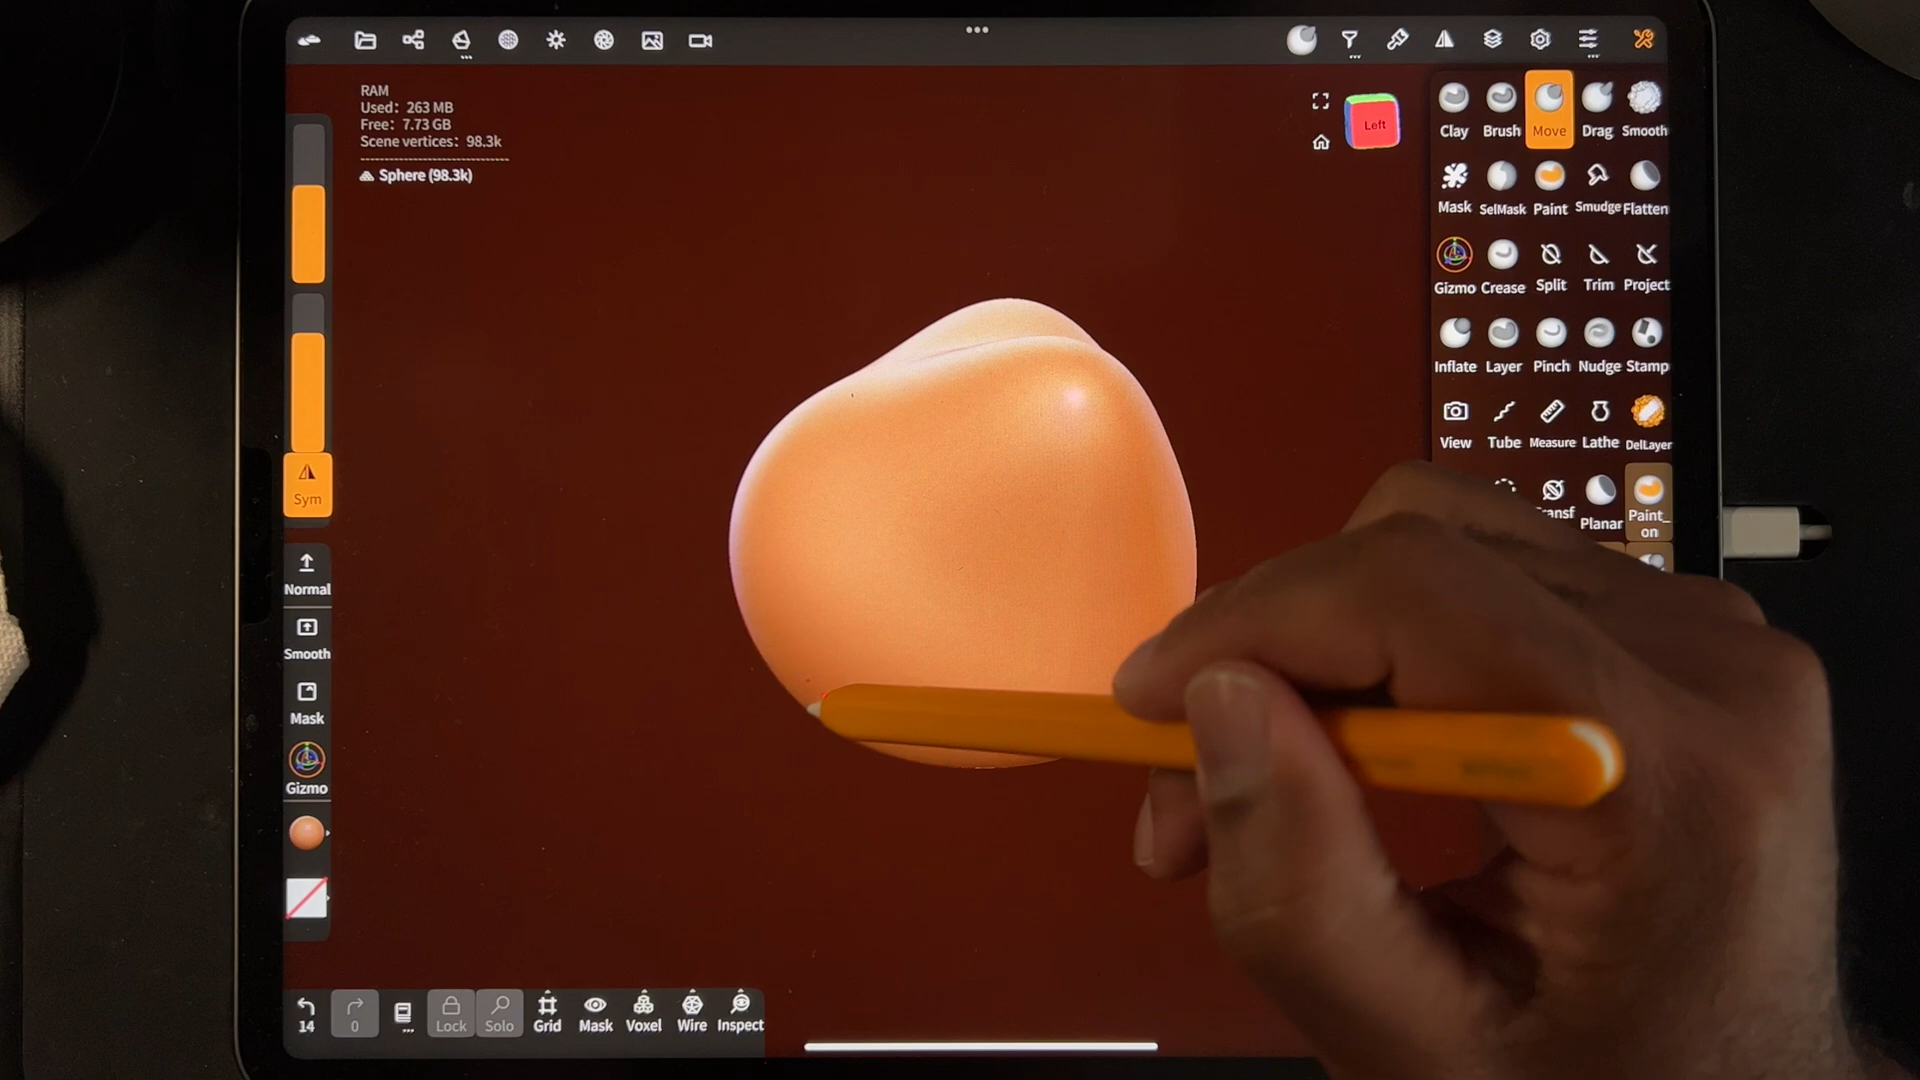 RAM
Used: 263 MB
Free: 7.73 GB
Scene vertices: 98.3k
Sphere (98.3k)
Left
Clay Brush Move Drag Smooth
Mask SelMask Paint Smudge Flatten
Gizmo Crease Split Trim Project
Inflate Layer Pinch Nudge Stamp
View Tube Measure Lathe DelLayer
Planar Paint_
on
Sym
Normal
Smooth
Mask
Gizmo
14 0 Lock Solo Grid Mask Voxel Wire Inspect